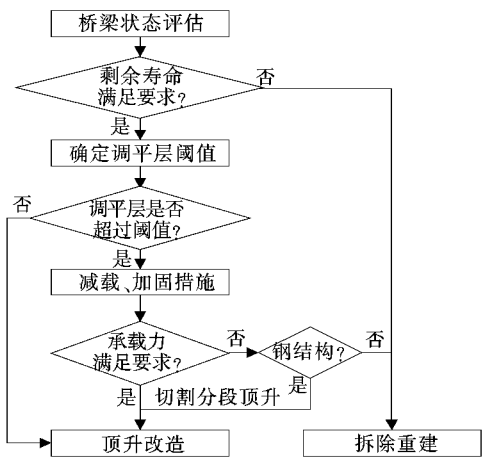 桥梁状态评估
剩余寿命
满足要求?
否
是
确定调平层阈值
否
调平层是否
超过阈值?
是
减载、加固措施
承载力
满足要求?
否
钢结构?
否
是
切割分段顶升
是
顶升改造
拆除重建